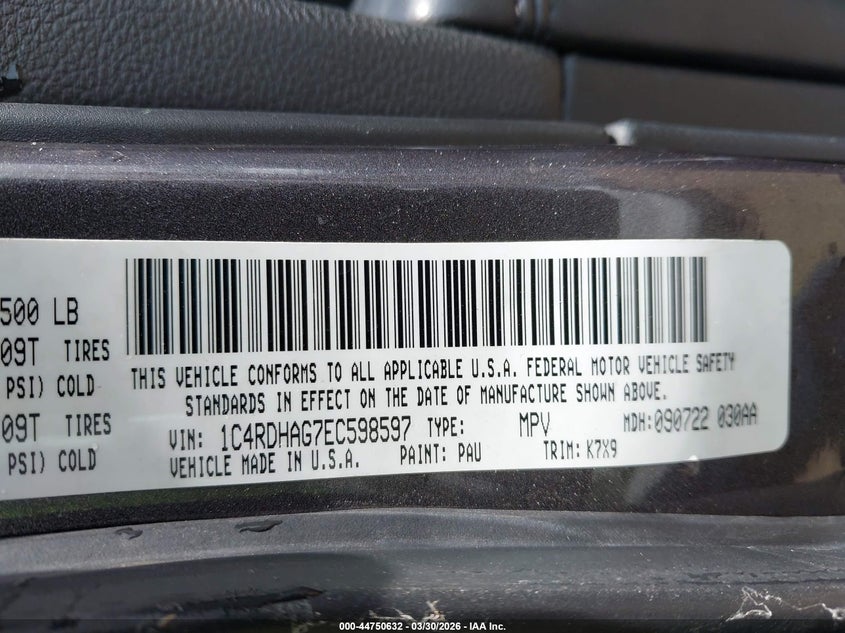 500 LB
09T TIRES
PSI) COLD
09T TIRES
PSI) COLD
THIS VEHICLE CONFORMS TO ALL APPLICABLE U.S.A. FEDERAL MOTOR VEHICLE SAFETY
STANDARDS IN EFFECT ON THE DATE OF MANUFACTURE SHOWN ABOVE.
VIN: 1C4RDHAG7EC598597 TYPE: MPV MDH: 090722 030AA
VEHICLE MADE IN U.S.A. PAINT: PAU TRIM: K7X9
000-44750632 - 03/30/2026 - IAA Inc.